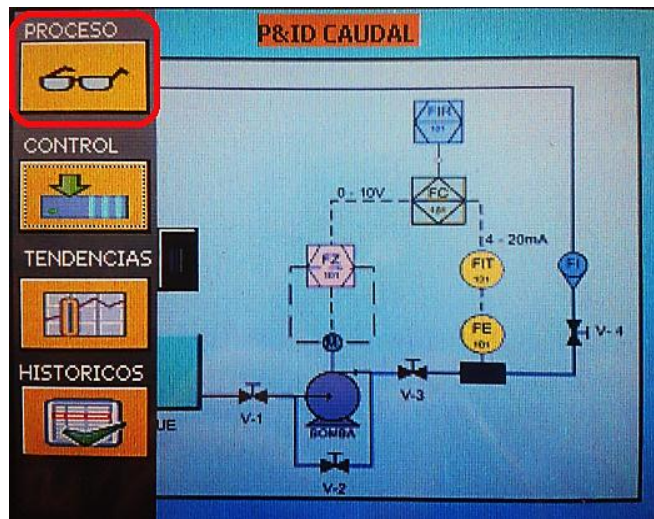 PROCESO
P&ID CAUDAL
FIR
101
CONTROL
0 - 10V
FC
101
4 - 20mA
TENDENCIAS
FZ
101
FIT
101
FI
FE
101
M
V-4
HISTORICOS
V-1
V-3
UE
BOMBA
V-2